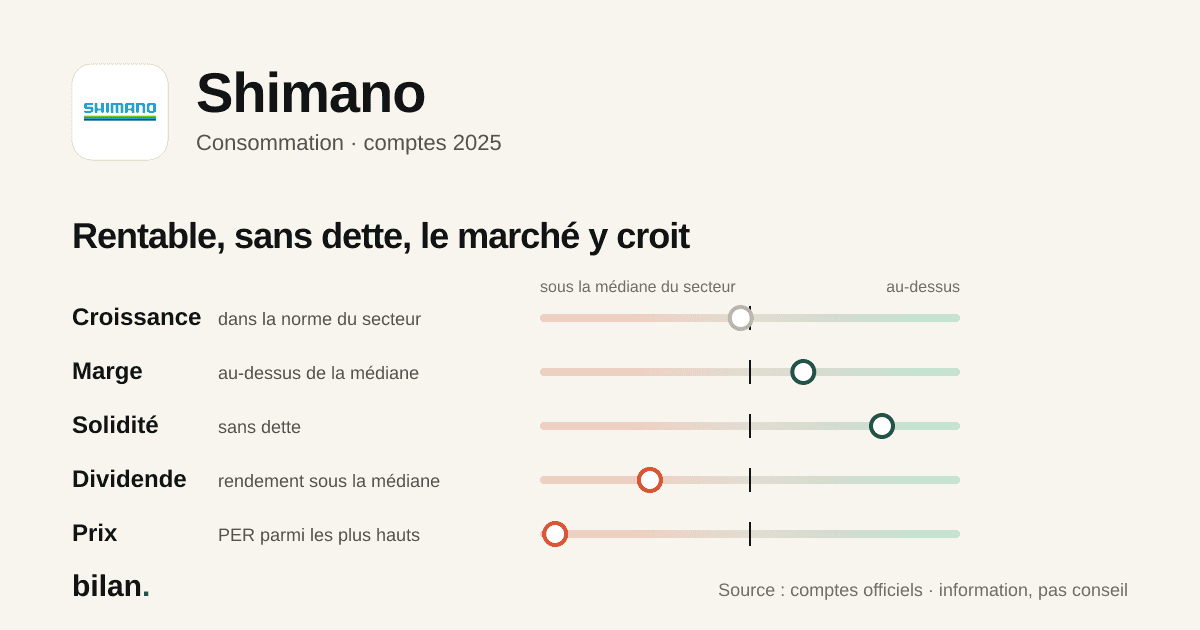 SHIMANO
Shimano
Consommation · comptes 2025
Rentable, sans dette, le marché y croit
sous la médiane du secteur au-dessus
Croissance dans la norme du secteur
Marge au-dessus de la médiane
Solidité sans dette
Dividende rendement sous la médiane
Prix PER parmi les plus hauts
bilan.
Source : comptes officiels · information, pas conseil